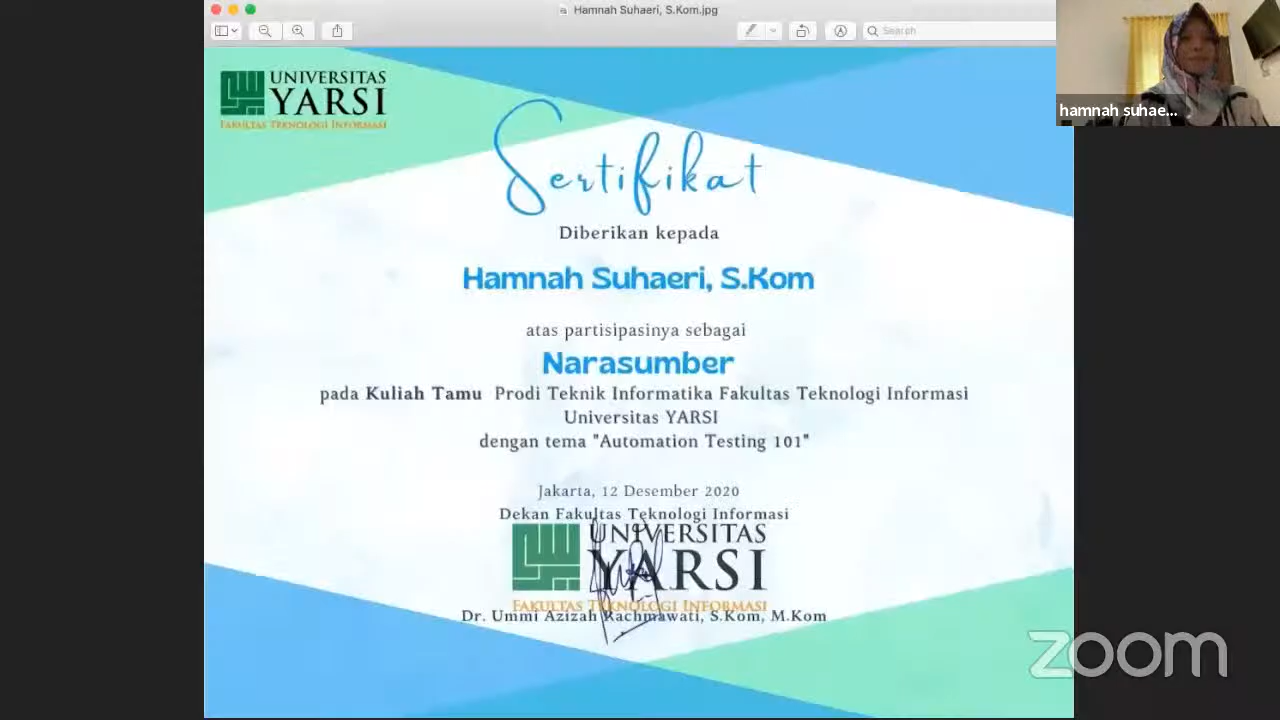 Hamnah Suhaeri, S.Kom.jpg
Search
hamnah suhae...
UNIVERSITAS
YARSI
FAKULTAS TEKNOLOGI INFORMASI
Sertifikat
Diberikan kepada
Hamnah Suhaeri, S.Kom
atas partisipasinya sebagai
Narasumber
pada Kuliah Tamu Prodi Teknik Informatika Fakultas Teknologi Informasi
Universitas YARSI
dengan tema "Automation Testing 101"
Jakarta, 12 Desember 2020
Dekan Fakultas Teknologi Informasi
UNIVERSITAS
YARSI
FAKULTAS TEKNOLOGI INFORMASI
Dr. Ummi Azizah Rachmawati, S.Kom, M.Kom
zoom